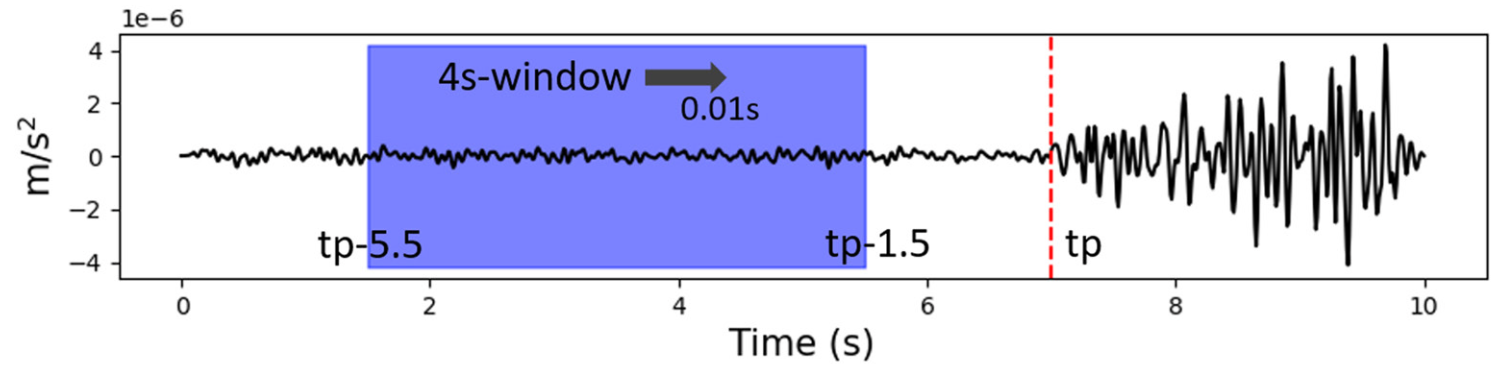 1e−6
4
2
0
−2
−4
m/s²
4s-window
0.01s
tp-5.5
tp-1.5
tp
0 2 4 6 8 10
Time (s)